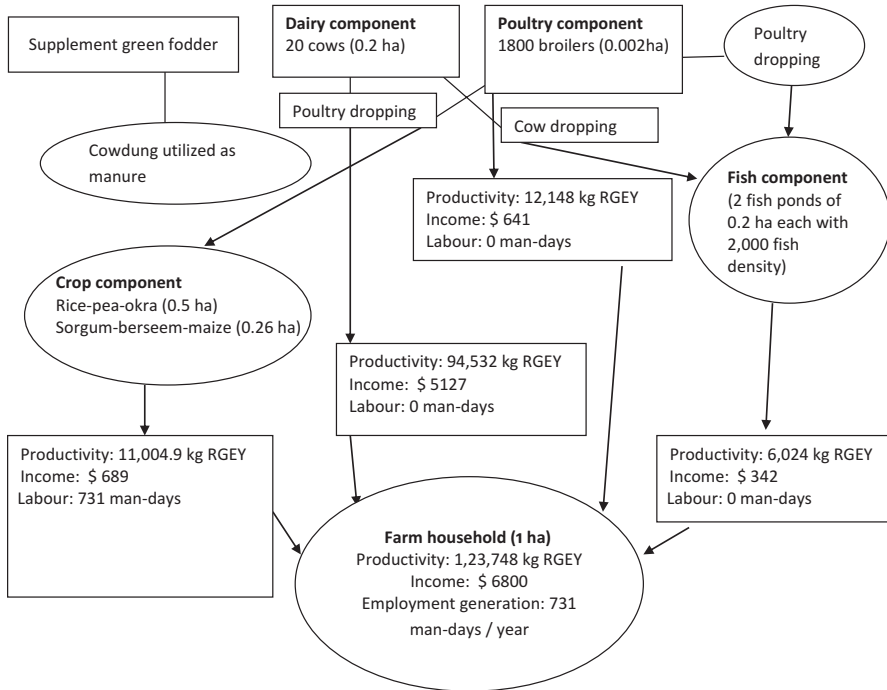 Supplement green fodder
Dairy component
20 cows (0.2 ha)
Poultry component
1800 broilers (0.002ha)
Poultry
dropping
Poultry dropping
Cow dropping
Cowdung utilized as
manure
Productivity: 12,148 kg RGEY
Income: $ 641
Labour: 0 man-days
Fish component
(2 fish ponds of
0.2 ha each with
2,000 fish
density)
Crop component
Rice-pea-okra (0.5 ha)
Sorgum-berseem-maize (0.26 ha)
Productivity: 94,532 kg RGEY
Income: $ 5127
Labour: 0 man-days
Productivity: 11,004.9 kg RGEY
Income: $ 689
Labour: 731 man-days
Productivity: 6,024 kg RGEY
Income: $ 342
Labour: 0 man-days
Farm household (1 ha)
Productivity: 1,23,748 kg RGEY
Income: $ 6800
Employment generation: 731
man-days / year